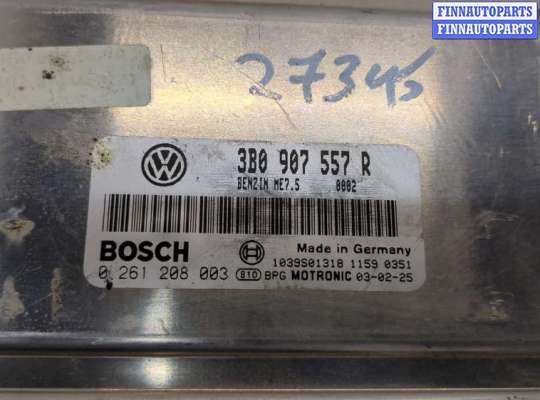 FINNAUTOPARTS
FINNAUTOPARTS
27345
3B0 907 557 R
BENZIN ME7.5 0002
BOSCH
Made in Germany
1039S01318 1159 0351
0 261 208 003 810 BPG MOTRONIC 03-02-25